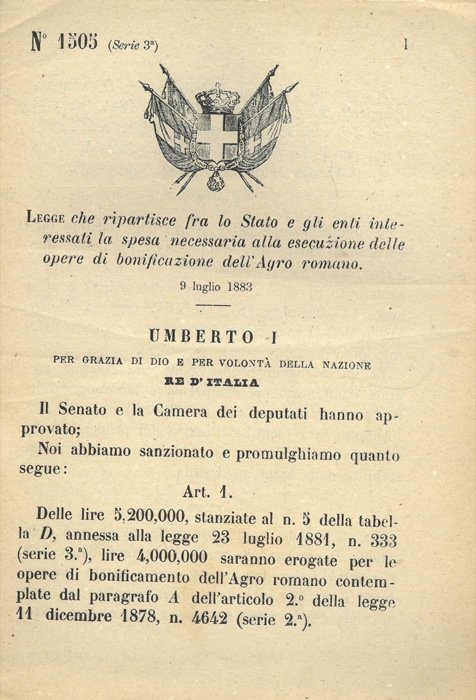 N° 1505 (Serie 3ª) 1
LEGGE che ripartisce fra lo Stato e gli enti inte-
ressati la spesa necessaria alla esecuzione delle
opere di bonificazione dell'Agro romano.
9 luglio 1883
UMBERTO I
PER GRAZIA DI DIO E PER VOLONTÀ DELLA NAZIONE
RE D'ITALIA
Il Senato e la Camera dei deputati hanno ap-
provato;
Noi abbiamo sanzionato e promulghiamo quanto
segue:
Art. 1.
Delle lire 5,200,000, stanziate al n. 5 della tabel-
la D, annessa alla legge 23 luglio 1881, n. 333
(serie 3.ª), lire 4,000,000 saranno erogate per le
opere di bonificamento dell'Agro romano contem-
plate dal paragrafo A dell'articolo 2.° della legge
11 dicembre 1878, n. 4642 (serie 2.ª).